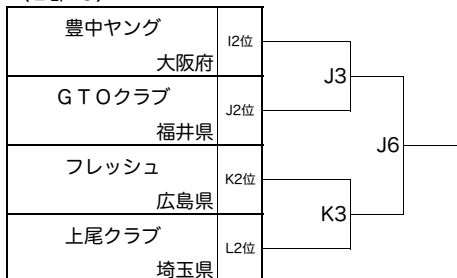 豊中ヤング
I2位
大阪府
J3
ＧＴＯクラブ
J2位
福井県
J6
フレッシュ
K2位
広島県
K3
上尾クラブ
L2位
埼玉県